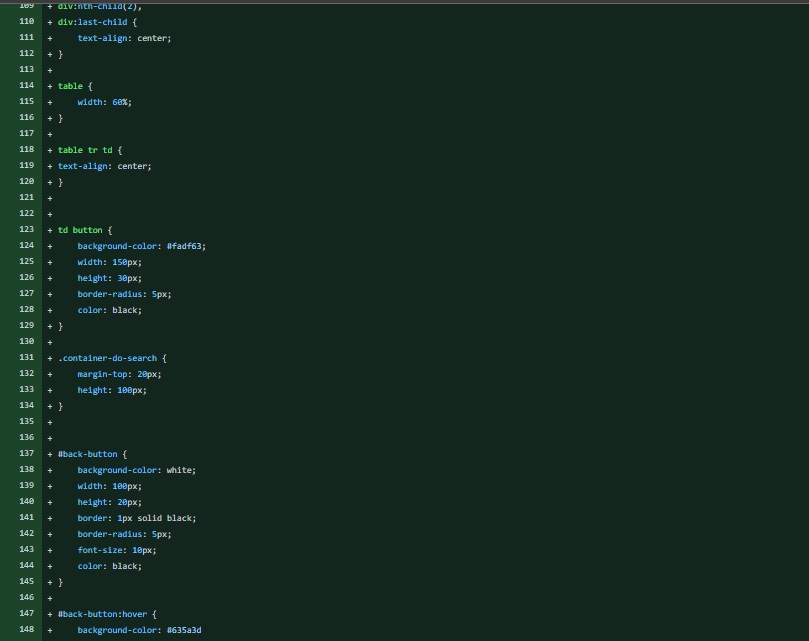 109 + div:nth-child(2),
110 + div:last-child {
111 +     text-align: center;
112 + }
113 +
114 + table {
115 +     width: 60%;
116 + }
117 +
118 + table tr td {
119 + text-align: center;
120 + }
121 +
122 +
123 + td button {
124 +     background-color: #fadf63;
125 +     width: 150px;
126 +     height: 30px;
127 +     border-radius: 5px;
128 +     color: black;
129 + }
130 +
131 + .container-do-search {
132 +     margin-top: 20px;
133 +     height: 100px;
134 + }
135 +
136 +
137 + #back-button {
138 +     background-color: white;
139 +     width: 100px;
140 +     height: 20px;
141 +     border: 1px solid black;
142 +     border-radius: 5px;
143 +     font-size: 10px;
144 +     color: black;
145 + }
146 +
147 + #back-button:hover {
148 +     background-color: #635a3d